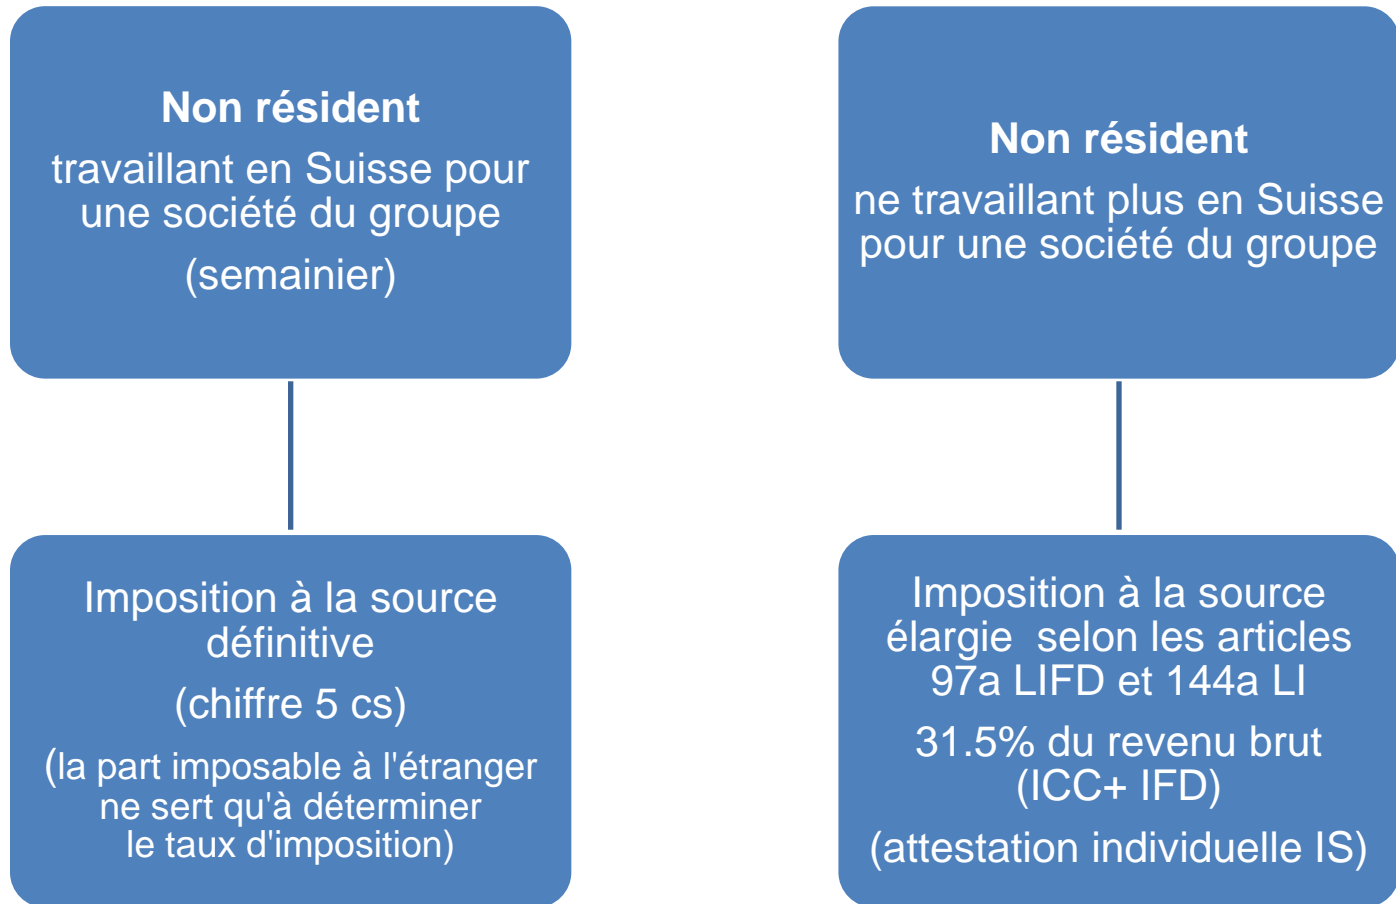 Non résident
travaillant en Suisse pour
une société du groupe
(semainier)
Imposition à la source
définitive
(chiffre 5 cs)
(la part imposable à l'étranger
ne sert qu'à déterminer
le taux d'imposition)
Non résident
ne travaillant plus en Suisse
pour une société du groupe
Imposition à la source
élargie selon les articles
97a LIFD et 144a LI
31.5% du revenu brut
(ICC+ IFD)
(attestation individuelle IS)